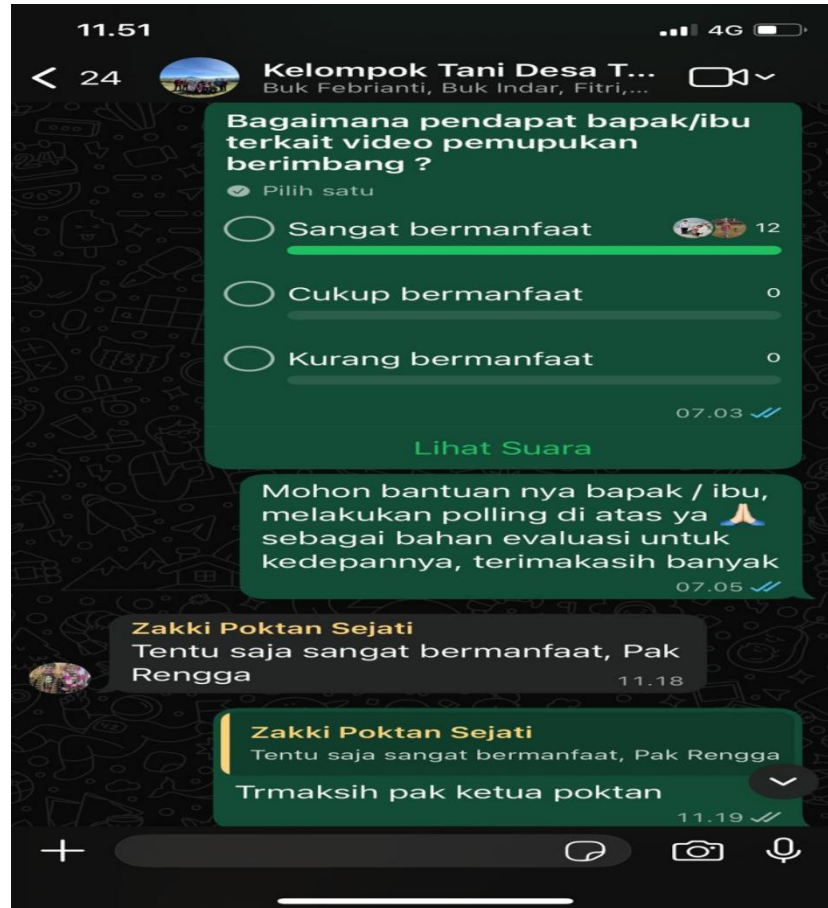 11.51
4G
24
Kelompok Tani Desa T...
Buk Febrianti, Buk Indar, Fitri,...
Bagaimana pendapat bapak/ibu
terkait video pemupukan
berimbang ?
Pilih satu
Sangat bermanfaat 12
Cukup bermanfaat 0
Kurang bermanfaat 0
07.03
Lihat Suara
Mohon bantuan nya bapak / ibu,
melakukan polling di atas ya 🙏🏻
sebagai bahan evaluasi untuk
kedepannya, terimakasih banyak
07.05
Zakki Poktan Sejati
Tentu saja sangat bermanfaat, Pak
Rengga
11.18
Zakki Poktan Sejati
Tentu saja sangat bermanfaat, Pak Rengga
Trmaksih pak ketua poktan
11.19